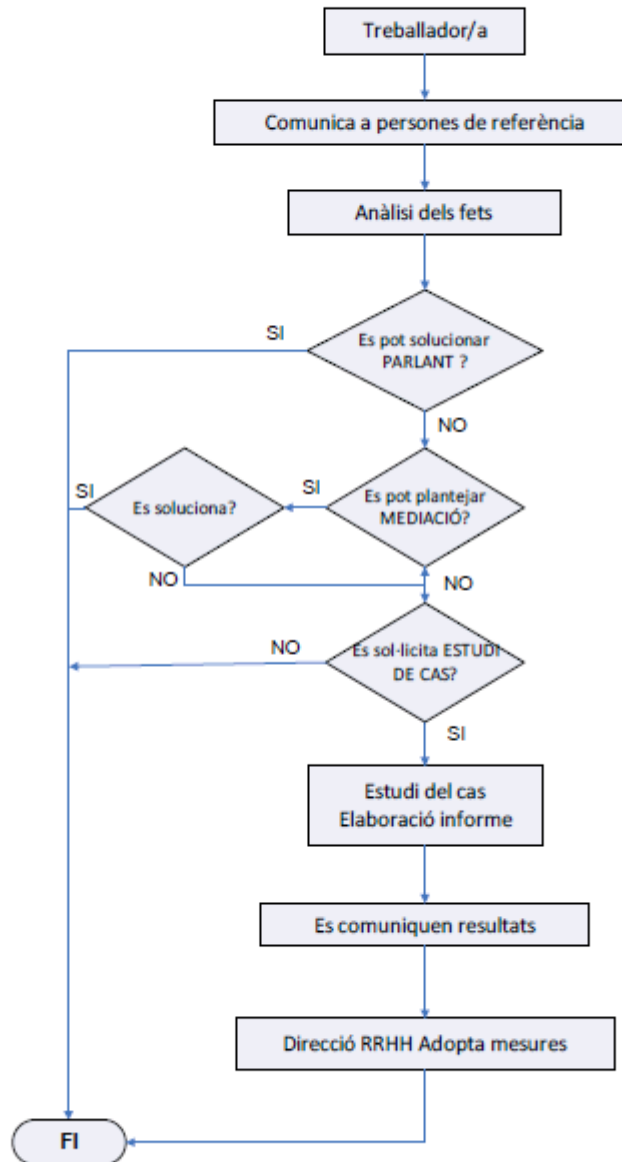 Treballador/a
Comunica a persones de referència
Anàlisi dels fets
SI
Es pot solucionar
PARLANT ?
NO
SI
Es soluciona?
SI
Es pot plantejar
MEDIACIÓ?
NO
NO
NO
Es sol·licita ESTUDI
DE CAS?
SI
Estudi del cas
Elaboració informe
Es comuniquen resultats
Direcció RRHH Adopta mesures
FI